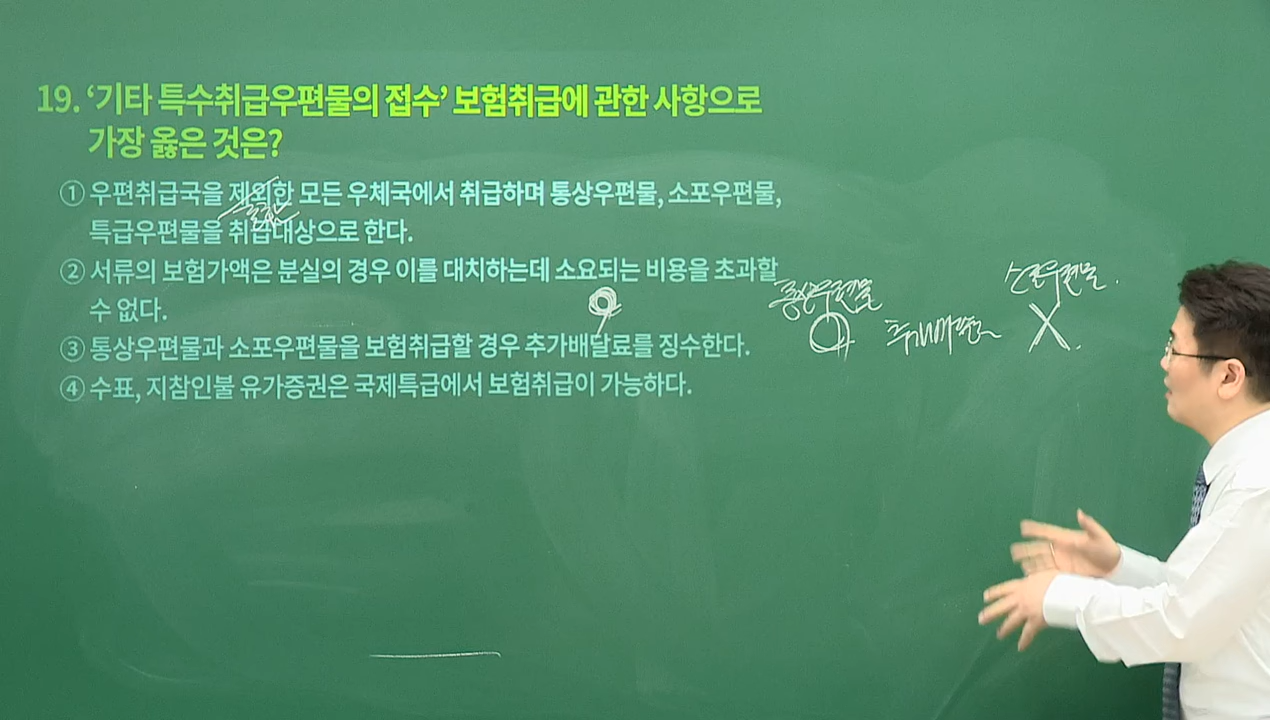 19. ‘기타 특수취급우편물의 접수’ 보험취급에 관한 사항으로
가장 옳은 것은?
① 우편취급국을 제외한 모든 우체국에서 취급하며 통상우편물, 소포우편물,
특급우편물을 취급대상으로 한다.
② 서류의 보험가액은 분실의 경우 이를 대치하는데 소요되는 비용을 초과할
수 없다.
③ 통상우편물과 소포우편물을 보험취급할 경우 추가배달료를 징수한다.
④ 수표, 지참인불 유가증권은 국제특급에서 보험취급이 가능하다.
통상우편물
소포우편물.
X.